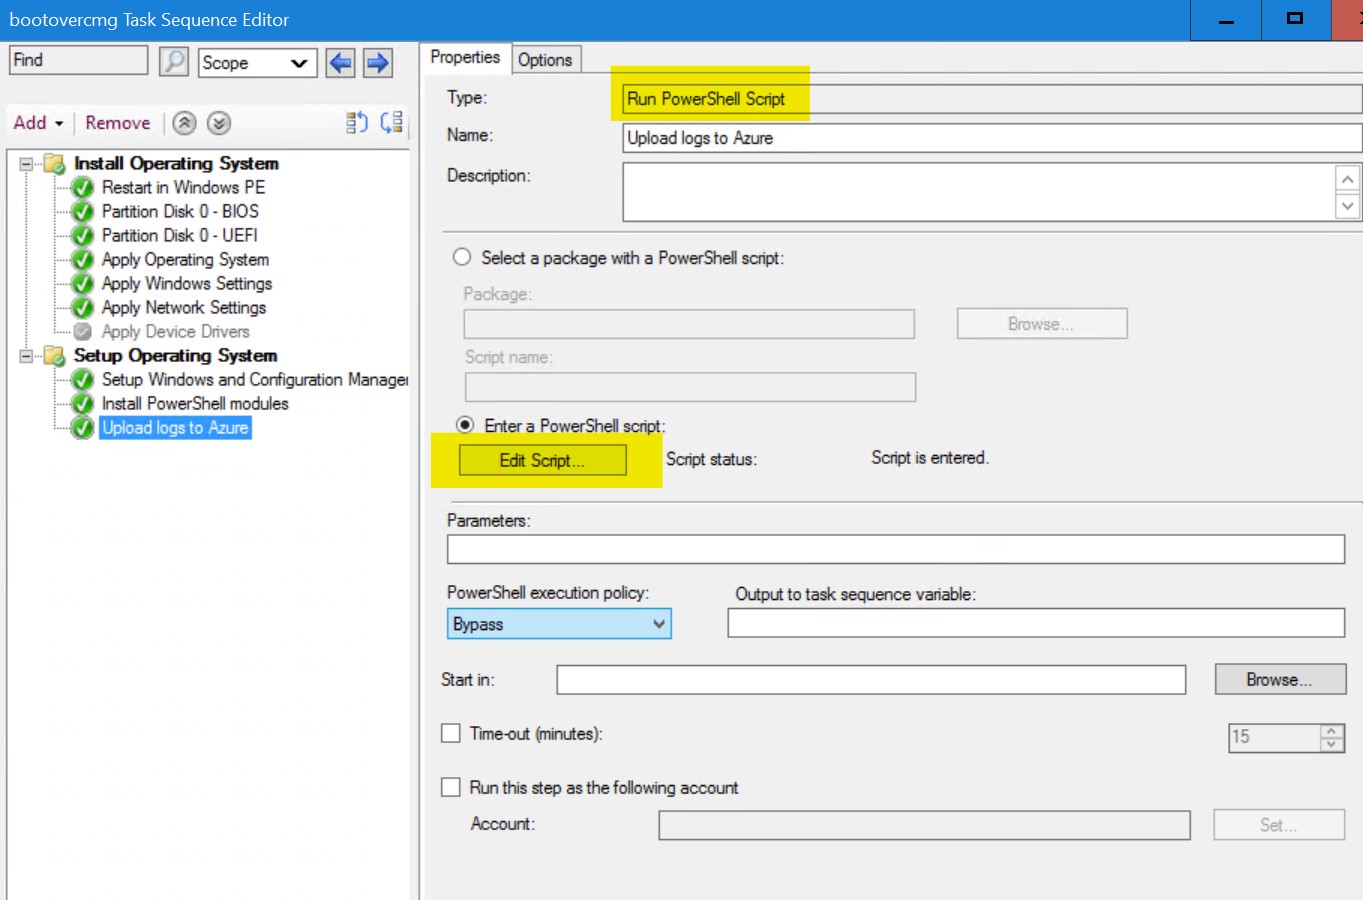 bootovercmg Task Sequence Editor
Find
Scope
Add
Remove
Install Operating System
Restart in Windows PE
Partition Disk 0 - BIOS
Partition Disk 0 - UEFI
Apply Operating System
Apply Windows Settings
Apply Network Settings
Apply Device Drivers
Setup Operating System
Setup Windows and Configuration Manager
Install PowerShell modules
Upload logs to Azure
Properties
Options
Type:
Run PowerShell Script
Name:
Upload logs to Azure
Description:
Select a package with a PowerShell script:
Package:
Browse...
Script name:
Enter a PowerShell script:
Edit Script...
Script status:
Script is entered.
Parameters:
PowerShell execution policy:
Output to task sequence variable:
Bypass
Start in:
Browse...
Time-out (minutes):
15
Run this step as the following account
Account:
Set...